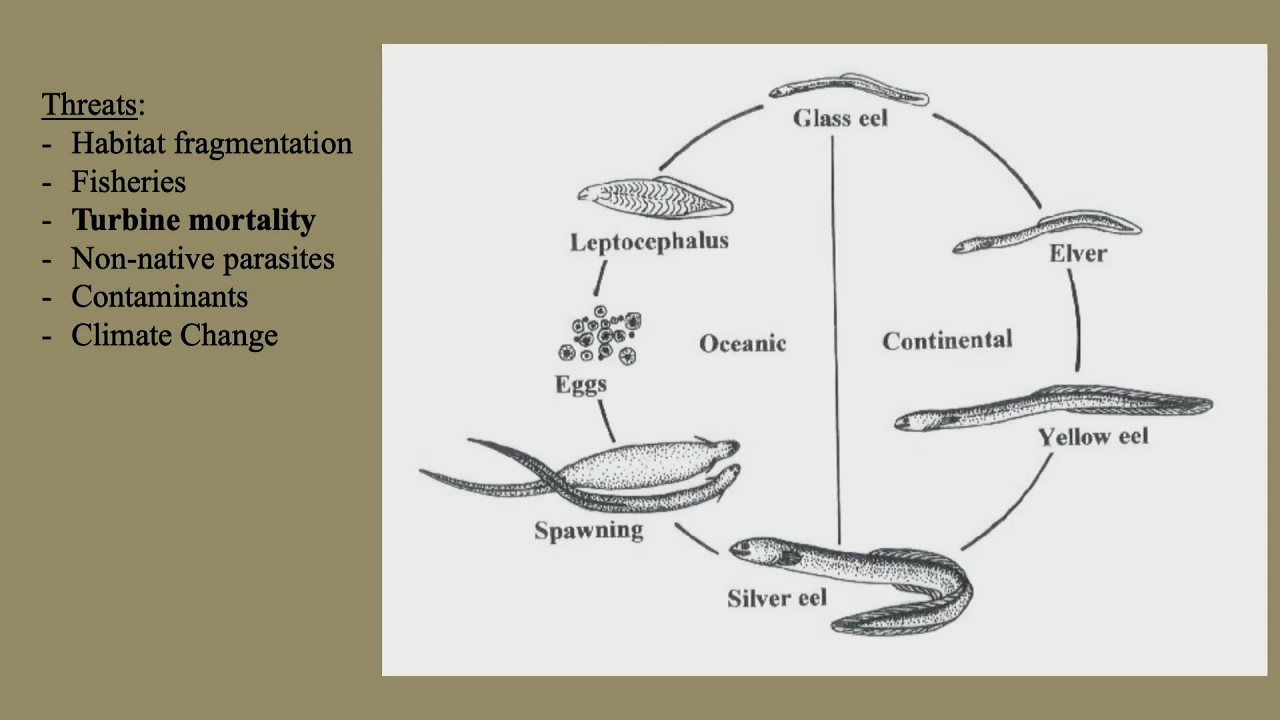 Threats:
- Habitat fragmentation
- Fisheries
- Turbine mortality
- Non-native parasites
- Contaminants
- Climate Change
Glass eel
Leptocephalus
Elver
Oceanic
Continental
Eggs
Yellow eel
Spawning
Silver eel